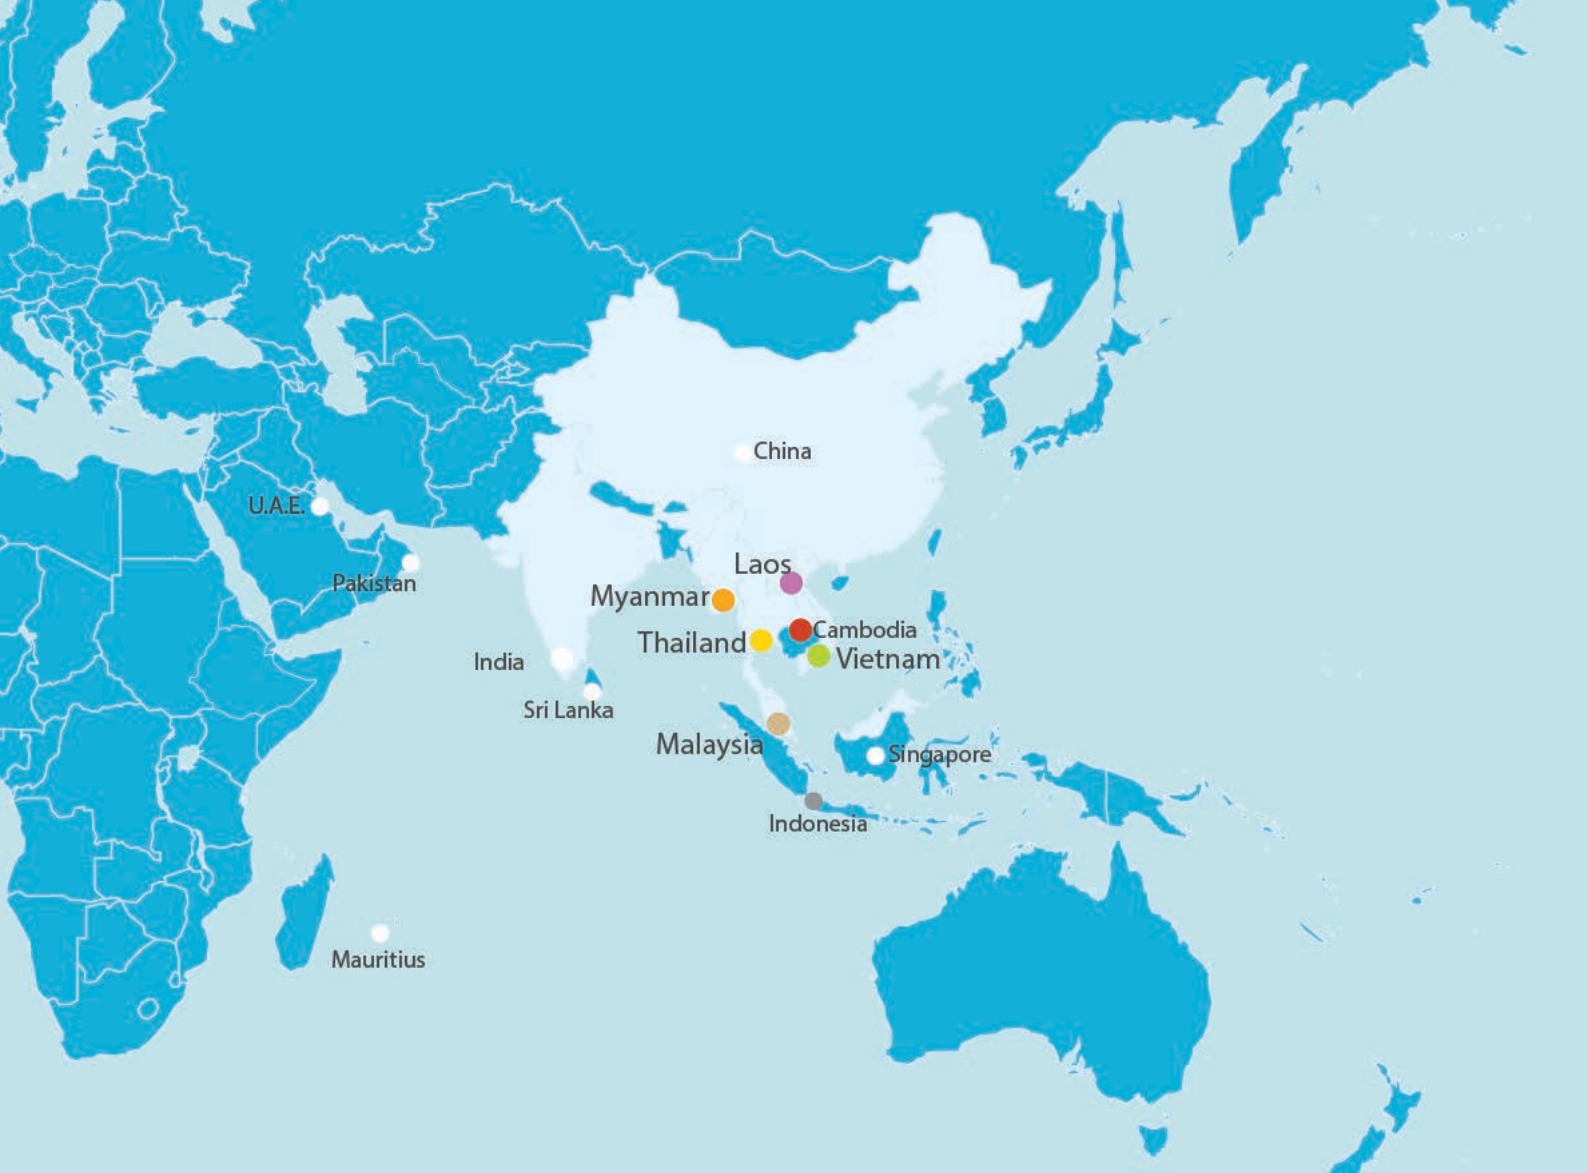 China
U.A.E.
Laos
Pakistan
Myanmar
Cambodia
Thailand
Vietnam
India
Sri Lanka
Malaysia
Singapore
Indonesia
Mauritius